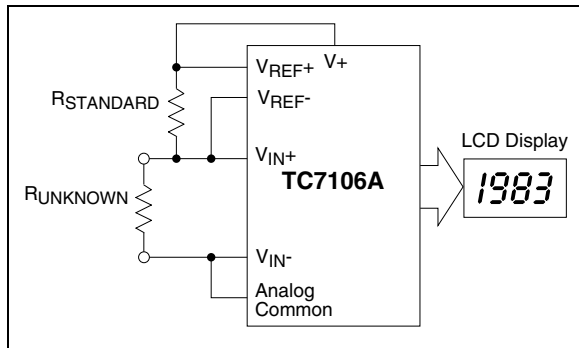 V+
VREF+
RSTANDARD
VREF-
LCD Display
VIN+
TC7106A
1983
RUNKNOWN
VIN-
Analog
Common